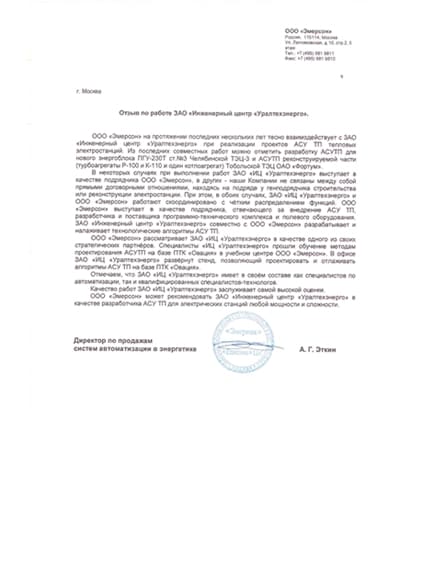 ООО «Эмерсон»
Россия, 115114, Москва
Ул. Летниковская, д.10, стр.2, 5
этаж
Тел.: +7 (495) 981 9811
Факс: +7 (495) 981 9810
г. Москва
Отзыв по работе ЗАО «Инженерный центр «Уралтехэнерго».
ООО «Эмерсон» на протяжении последних нескольких лет тесно взаимодействует с ЗАО
«Инженерный центр «Уралтехэнерго» при реализации проектов АСУ ТП тепловых
электростанций. Из последних совместных работ можно отметить разработку АСУТП для
нового энергоблока ПГУ-230Т ст.№3 Челябинской ТЭЦ-3 и АСУТП реконструируемой части
(турбоагрегаты Р-100 и К-110 и один котлоагрегат) Тобольской ТЭЦ ОАО «Фортум».
В некоторых случаях при выполнении работ ЗАО «ИЦ «Уралтехэнерго» выступает в
качестве подрядчика ООО «Эмерсон», в других - наши Компании не связаны между собой
прямыми договорными отношениями, находясь на подряде у генподрядчика строительства
или реконструкции электростанции. При этом, в обоих случаях, ЗАО «ИЦ «Уралтехэнерго» и
ООО «Эмерсон» работают скоординировано с чётким распределением функций. ООО
«Эмерсон» выступает в качестве подрядчика, отвечающего за внедрение АСУ ТП,
разработчика и поставщика программно-технического комплекса и полевого оборудования.
ЗАО «Инженерный центр «Уралтехэнерго» совместно с ООО «Эмерсон» разрабатывает и
налаживает технологические алгоритмы АСУ ТП.
ООО «Эмерсон» рассматривает ЗАО «ИЦ «Уралтехэнерго» в качестве одного из своих
стратегических партнёров. Специалисты «ИЦ «Уралтехэнерго» прошли обучение методам
проектирования АСУТП на базе ПТК «Овация» в учебном центре ООО «Эмерсон». В офисе
ЗАО «ИЦ «Уралтехэнерго» развёрнут стенд, позволяющий проектировать и отлаживать
алгоритмы АСУ ТП на базе ПТК «Овация».
Отмечаем, что ЗАО «ИЦ «Уралтехэнерго» имеет в своём составе как специалистов по
автоматизации, так и квалифицированных специалистов-технологов.
Качество работ ЗАО «ИЦ «Уралтехэнерго» заслуживает самой высокой оценки.
ООО «Эмерсон» может рекомендовать ЗАО «Инженерный центр «Уралтехэнерго» в
качестве разработчика АСУ ТП для электрических станций любой мощности и сложности.
Директор по продажам
систем автоматизации в энергетике
А. Г. Эткин
«Эмерсон»